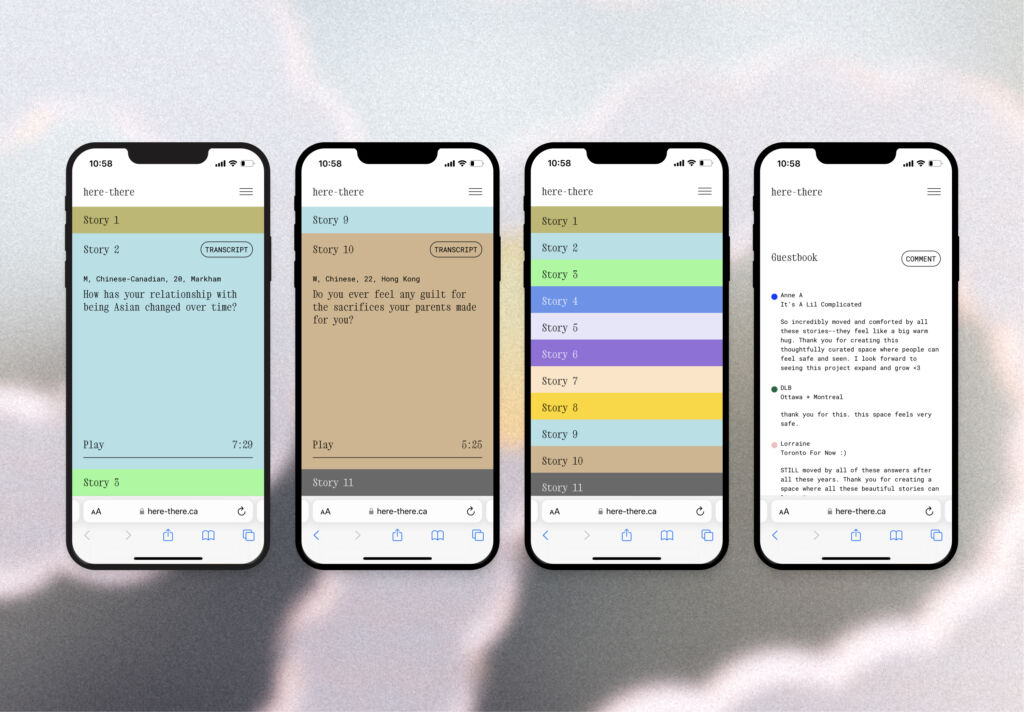 10:58
here-there
Story 1
Story 2
TRANSCRIPT
M, Chinese-Canadian, 20, Markham
How has your relationship with
being Asian changed over time?
Play
7:29
Story 3
AA
here-there.ca
10:58
here-there
Story 9
Story 10
TRANSCRIPT
W, Chinese, 22, Hong Kong
Do you ever feel any guilt for
the sacrifices your parents made
for you?
Play
5:25
Story 11
AA
here-there.ca
10:58
here-there
Story 1
Story 2
Story 3
Story 4
Story 5
Story 6
Story 7
Story 8
Story 9
Story 10
Story 11
AA
here-there.ca
10:58
here-there
Guestbook
COMMENT
Anne A
It's A Lil Complicated
So incredibly moved and comforted by all
these stories--they feel like a big warm
hug. Thank you for creating this
thoughtfully curated space where people can
feel safe and seen. I look forward to
seeing this project expand and grow <3
DLB
Ottawa + Montreal
thank you for this. this space feels very
safe.
Lorraine
Toronto For Now :)
STILL moved by all of these answers after
all these years. Thank you for creating a
space where all these beautiful stories can
AA
here-there.ca